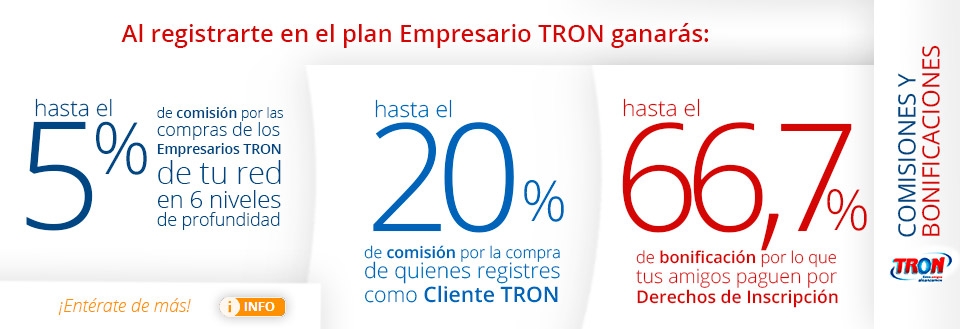 Al registrarte en el plan Empresario TRON ganarás:
hasta el
5%
de comisión por las
compras de los
Empresarios TRON
de tu red
en 6 niveles
de profundidad
hasta el
20%
de comisión por la compra
de quienes registres
como Cliente TRON
hasta el
66,7%
de bonificación por lo que
tus amigos paguen por
Derechos de Inscripción
¡Entérate de más!
i INFO
COMISIONES Y
BONIFICACIONES
TRON